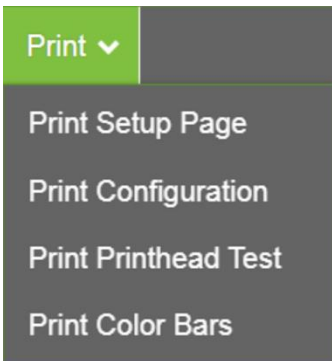 Print
Print Setup Page
Print Configuration
Print Printhead Test
Print Color Bars